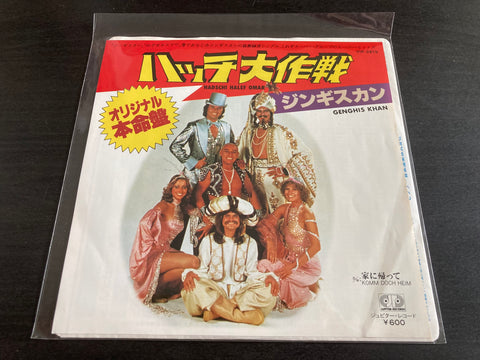 ハッチ大作戦
HADSCHI HALEF OMAR
ジンギスカン
GENGHIS KHAN
オリジナル
本命盤
家に帰って
KOMM DOCH HEIM
JUPITER RECORDS
ジュピター・レコード
¥600